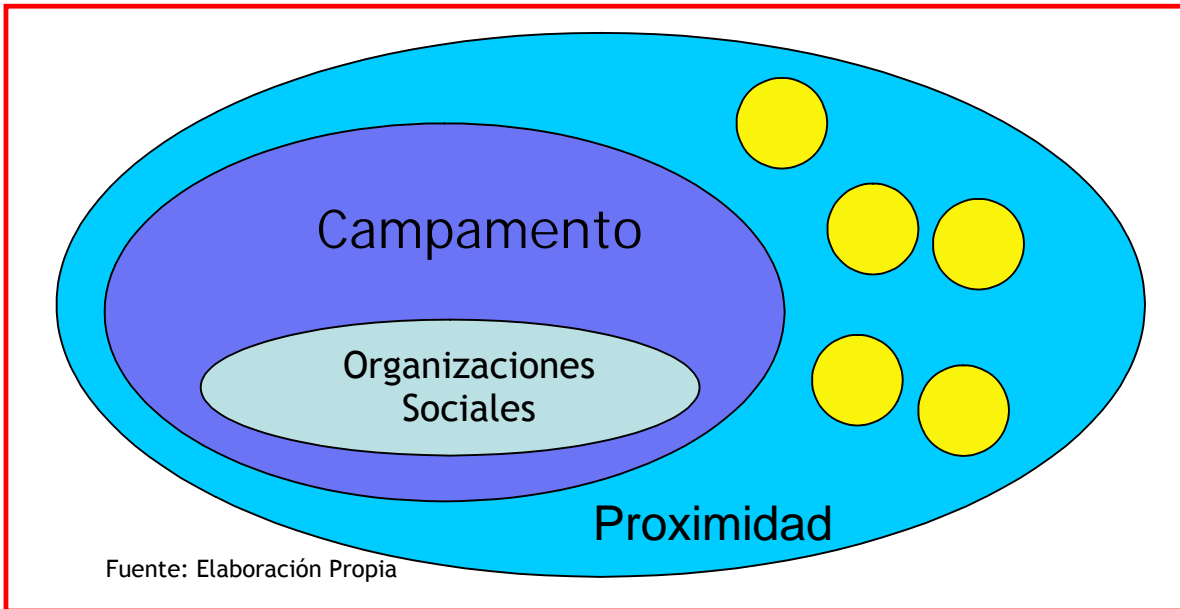 Campamento
Organizaciones
Sociales
Proximidad
Fuente: Elaboración Propia